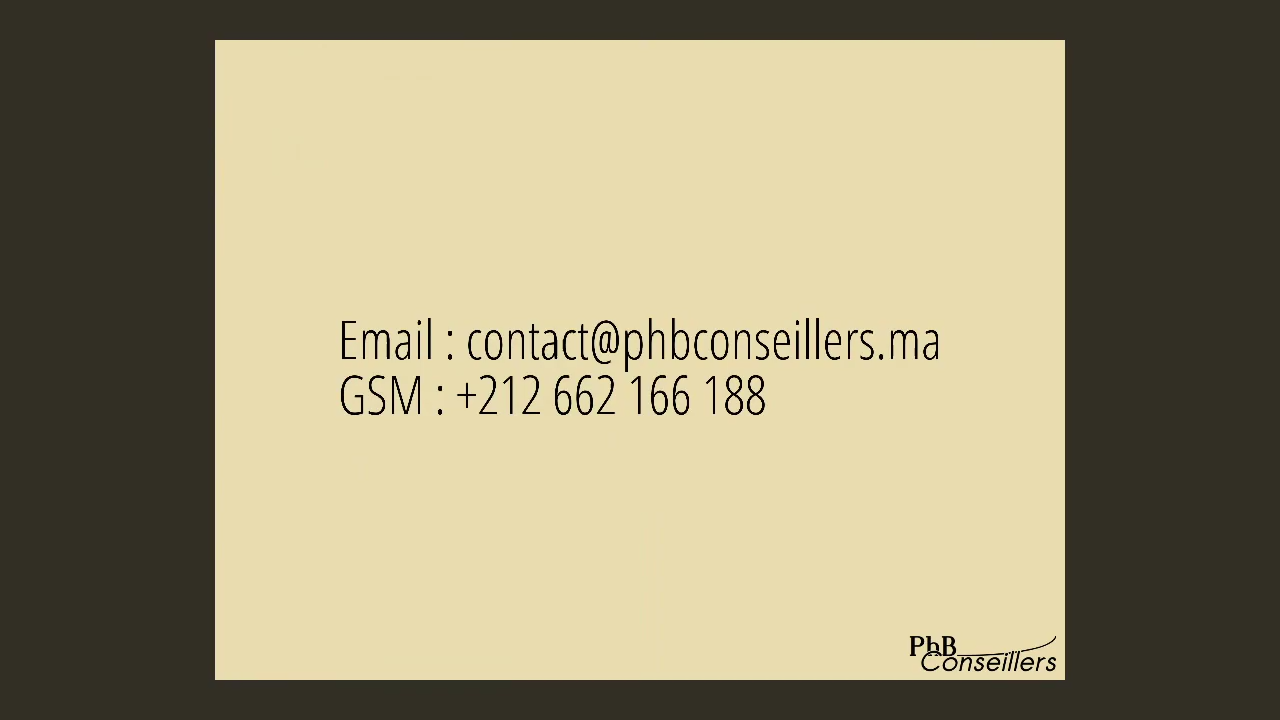 Email : contact@phbconseillers.ma
GSM : +212 662 166 188
PhB
Conseillers